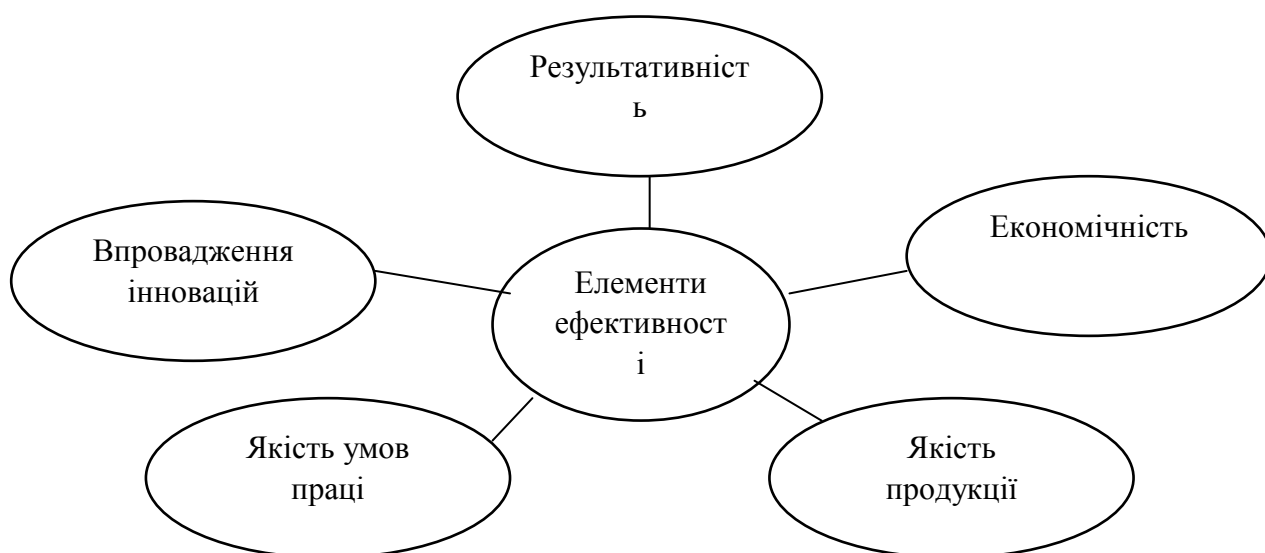 Результативніст
ь
Економічність
Впровадження
інновацій
Елементи
ефективност
і
Якість умов
праці
Якість
продукції